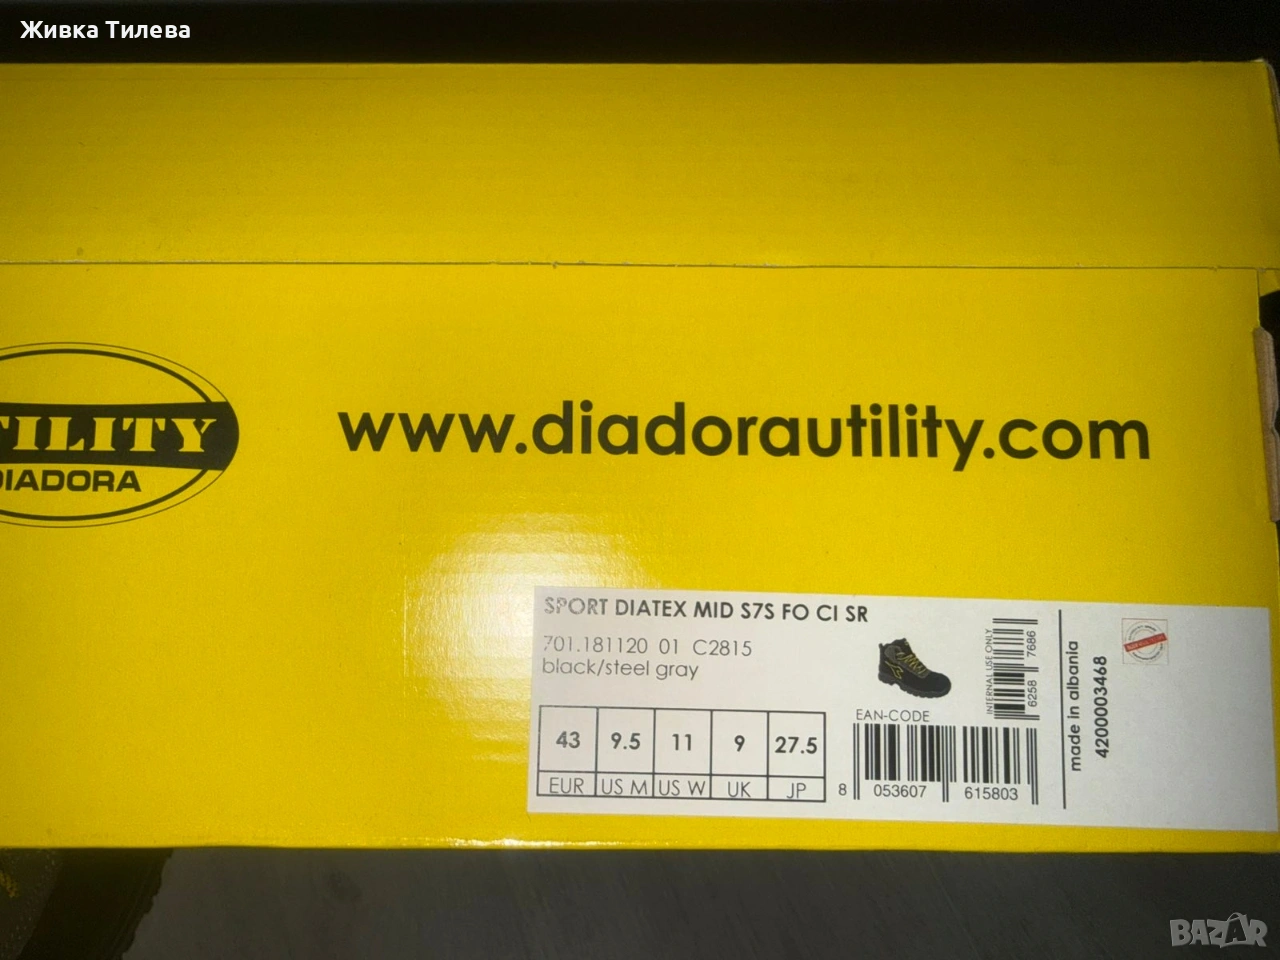 Живка Тилева
TILITY
DIADORA
www.diadorautility.com
SPORT DIATEX MID S7S FO CI SR
701.181120 01 C2815
black/steel gray
43 9.5 11 9 27.5
EUR US M US W UK JP
EAN-CODE
8 053607 615803
INTERNAL USE ONLY
6258 7686
made in albania
4200003468
BAZAR